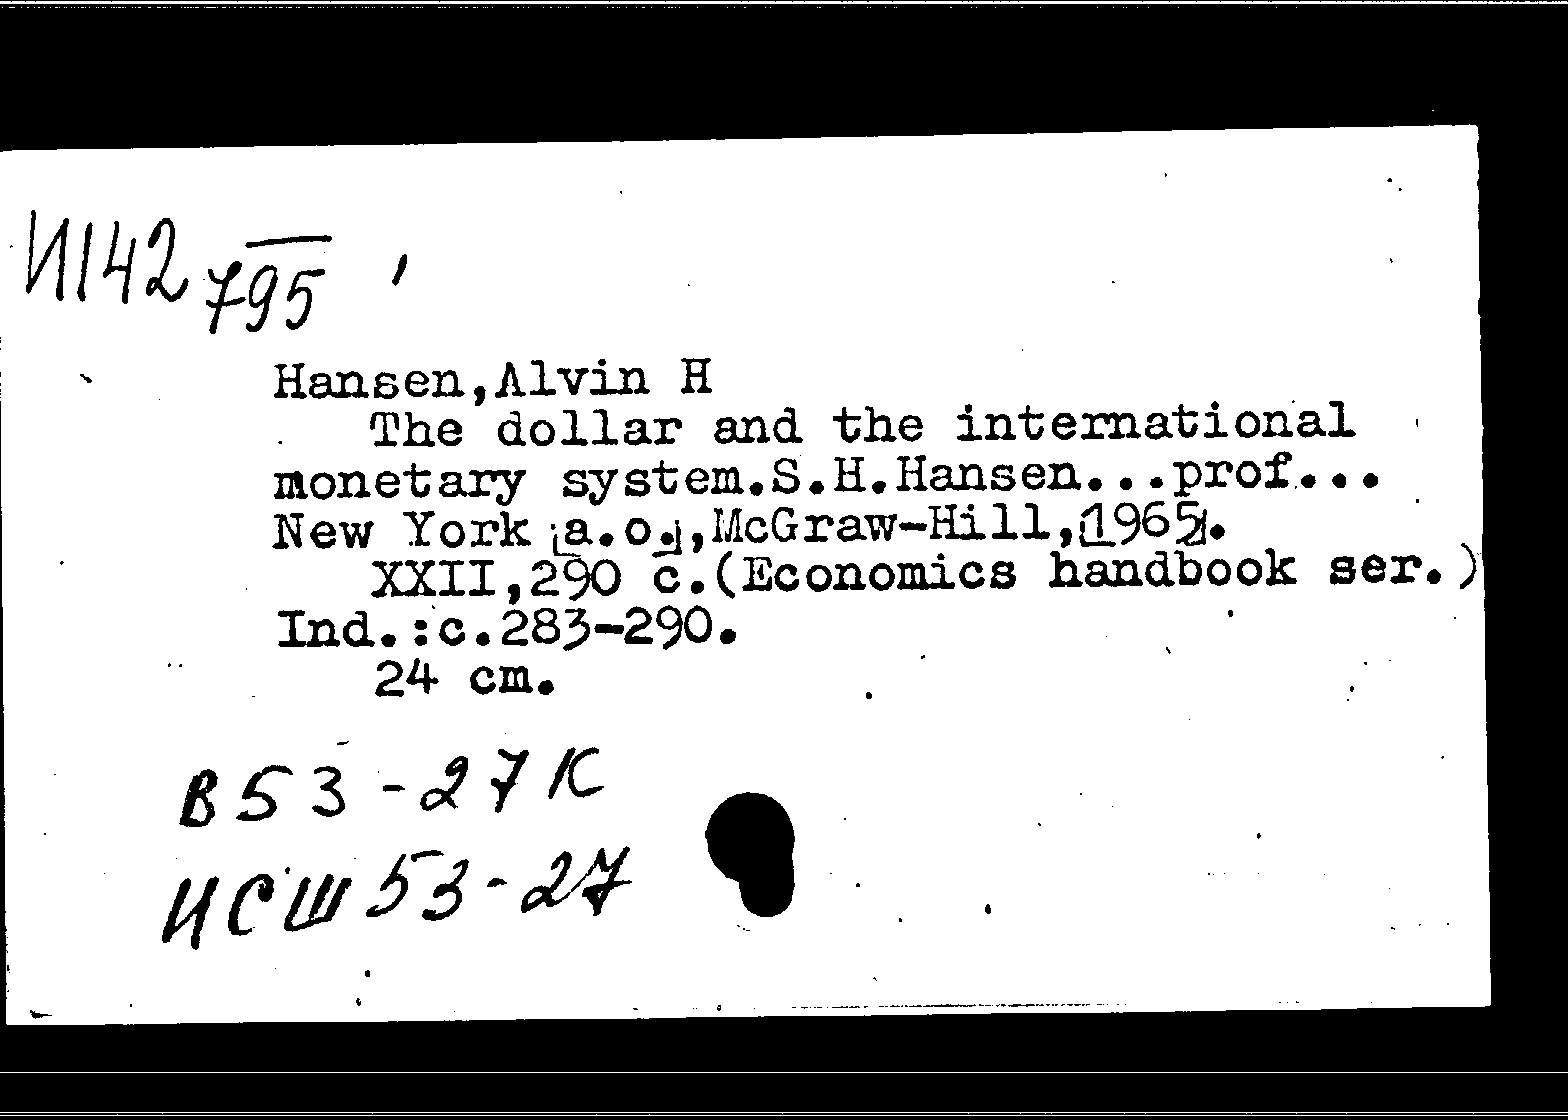 И142 795
Hansen,Alvin H
The dollar and the international
monetary system.S.H.Hansen...prof...
New York [a.o.],McGraw-Hill,[1965].
XXII,290 c.(Economics handbook ser.)
Ind.:c.283-290.
24 cm.
В53-27К
ИСШ53-27